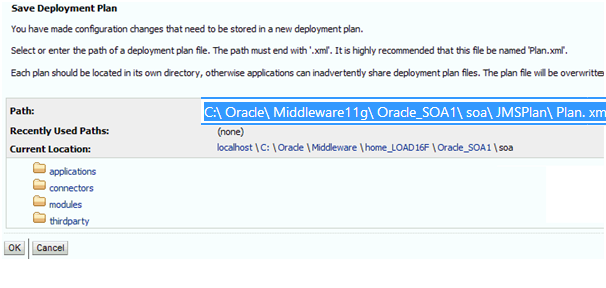 Save Deployment Plan
You have made configuration changes that need to be stored in a new deployment plan.
Select or enter the path of a deployment plan file. The path must end with '.xml'. It is highly recommended that this file be named 'Plan.xml'.
Each plan should be located in its own directory, otherwise applications can inadvertently share deployment plan files. The plan file will be overwritte
Path: C:\ Oracle\ Middleware11g\ Oracle_SOA1\ soa\ JMSPlan\ Plan. xm
Recently Used Paths: (none)
Current Location: localhost \ C: \ Oracle \ Middleware \ home_LOAD16F \ Oracle_SOA1 \ soa
applications
connectors
modules
thirdparty
OK Cancel